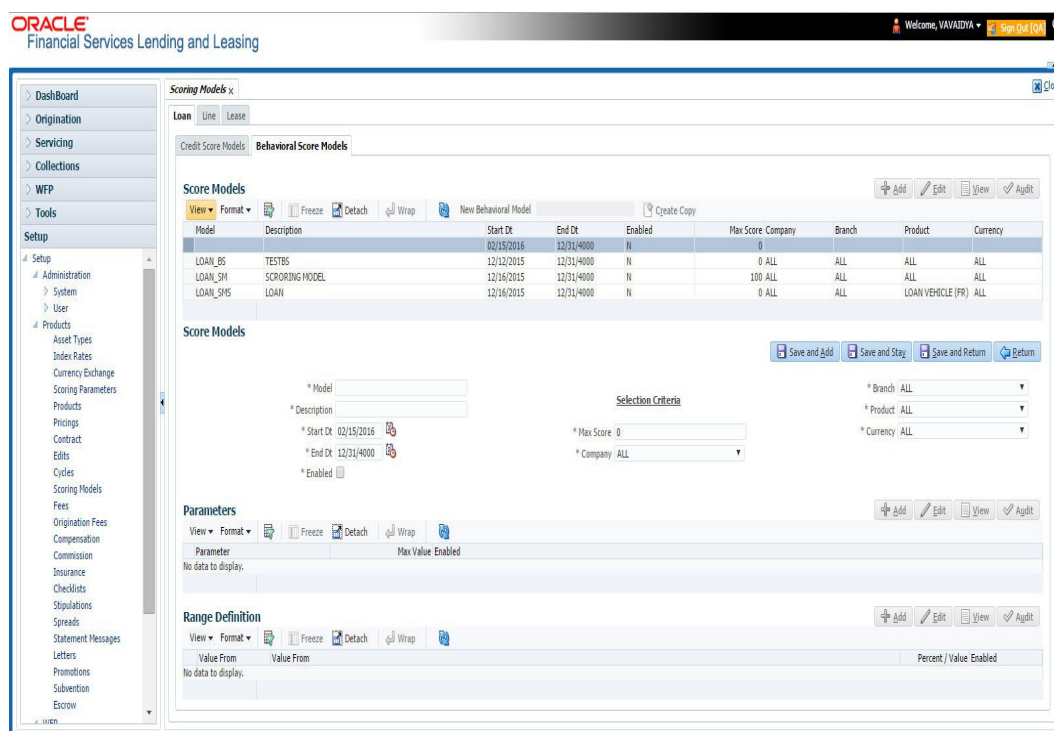 ORACLE
Financial Services Lending and Leasing
Welcome, VAVAIDYA
Sign Out [QA]
DashBoard
Origination
Servicing
Collections
WFP
Tools
Setup
Setup
Administration
System
User
Products
Asset Types
Index Rates
Currency Exchange
Scoring Parameters
Products
Pricings
Contract
Edits
Cycles
Scoring Models
Fees
Origination Fees
Compensation
Commission
Insurance
Checklists
Stipulations
Spreads
Statement Messages
Letters
Promotions
Subvention
Escrow
WFP
Scoring Models x
Clo
Loan Line Lease
Credit Score Models Behavioral Score Models
Score Models
Add Edit View Audit
View Format Freeze Detach Wrap New Behavioral Model Create Copy
Model Description Start Dt End Dt Enabled Max Score Company Branch Product Currency
02/15/2016 12/31/4000 N 0
LOAN_BS TESTBS 12/12/2015 12/31/4000 N 0 ALL ALL ALL ALL
LOAN_SM SCRORING MODEL 12/16/2015 12/31/4000 N 100 ALL ALL ALL ALL
LOAN_SMS LOAN 12/16/2015 12/31/4000 N 0 ALL ALL LOAN VEHICLE (FR) ALL
Score Models
Save and Add Save and Stay Save and Return Return
* Model
* Description
* Start Dt 02/15/2016
* End Dt 12/31/4000
* Enabled
Selection Criteria
* Max Score 0
* Company ALL
* Branch ALL
* Product ALL
* Currency ALL
Parameters
Add Edit View Audit
View Format Freeze Detach Wrap
Parameter Max Value Enabled
No data to display.
Range Definition
Add Edit View Audit
View Format Freeze Detach Wrap
Value From Value From Percent / Value Enabled
No data to display.